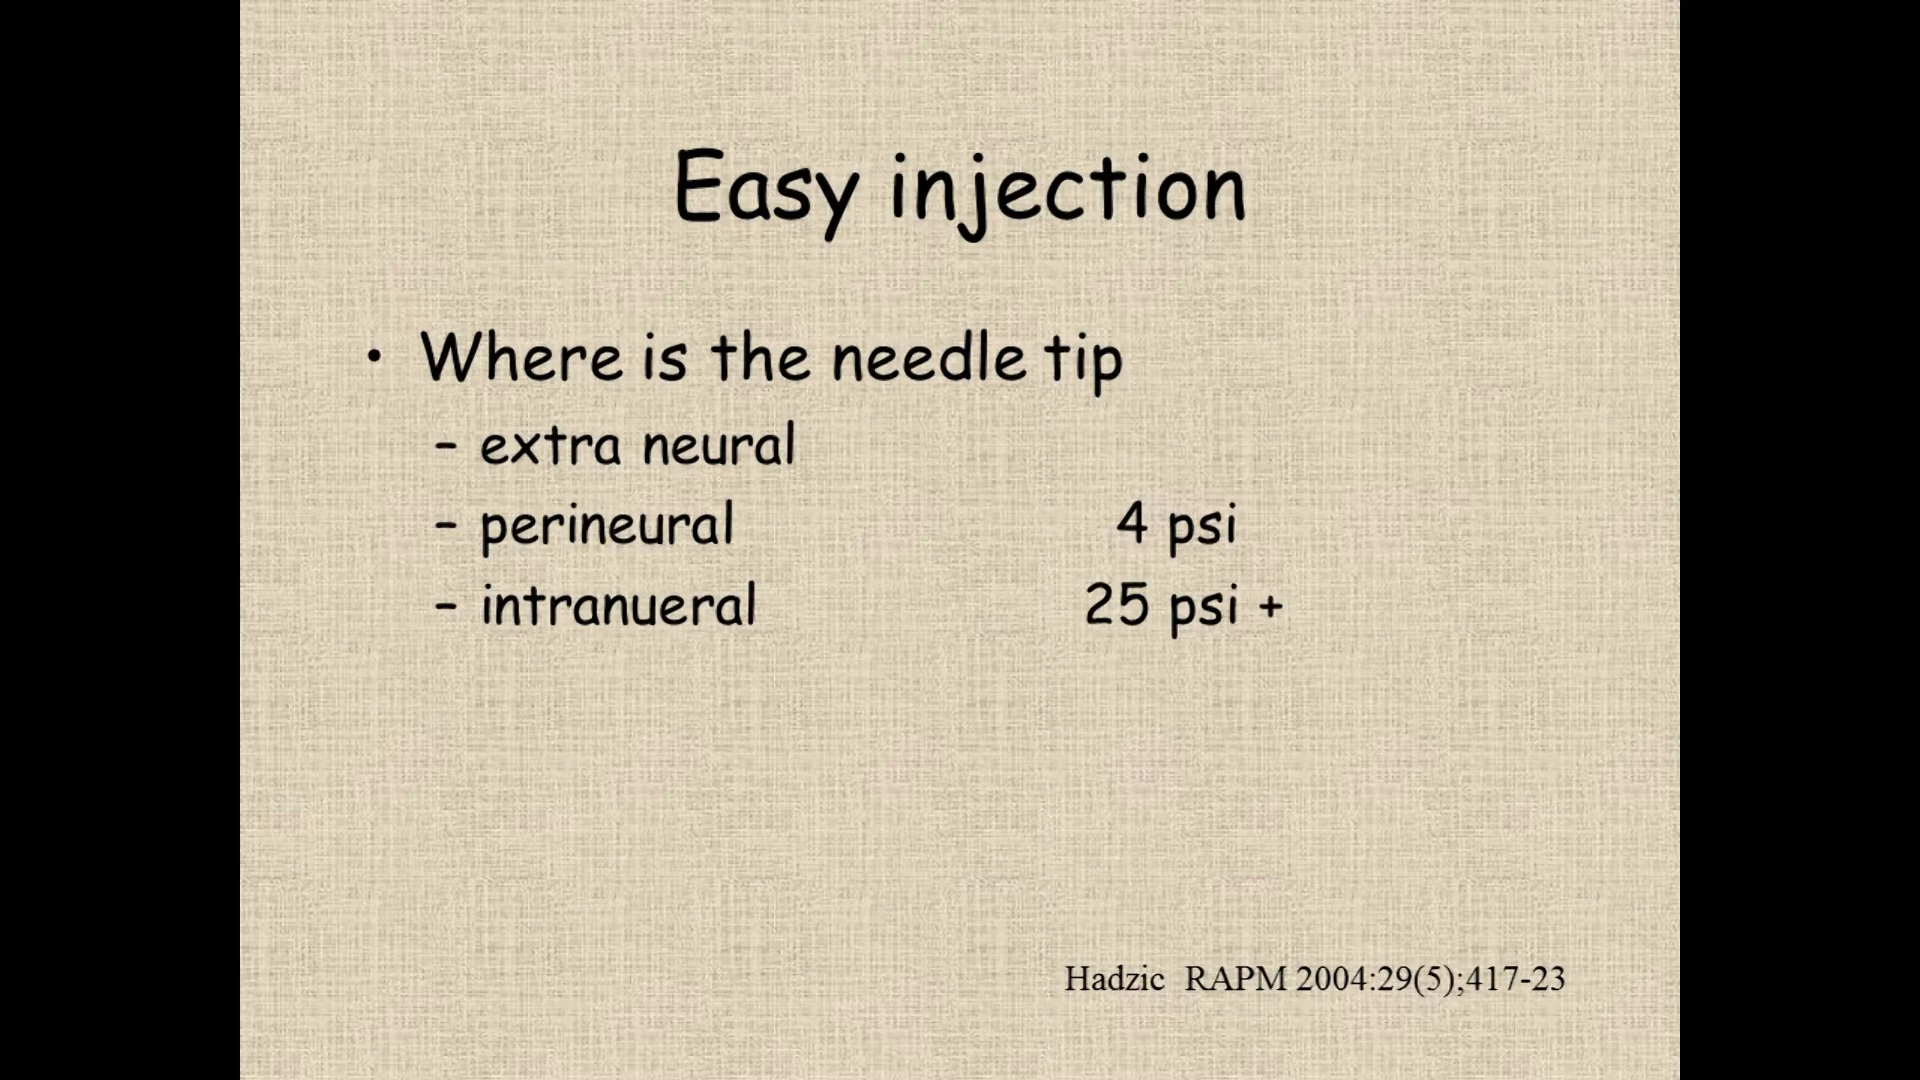 Easy injection
• Where is the needle tip
– extra neural
– perineural 4 psi
– intranueral 25 psi +
Hadzic RAPM 2004:29(5);417-23